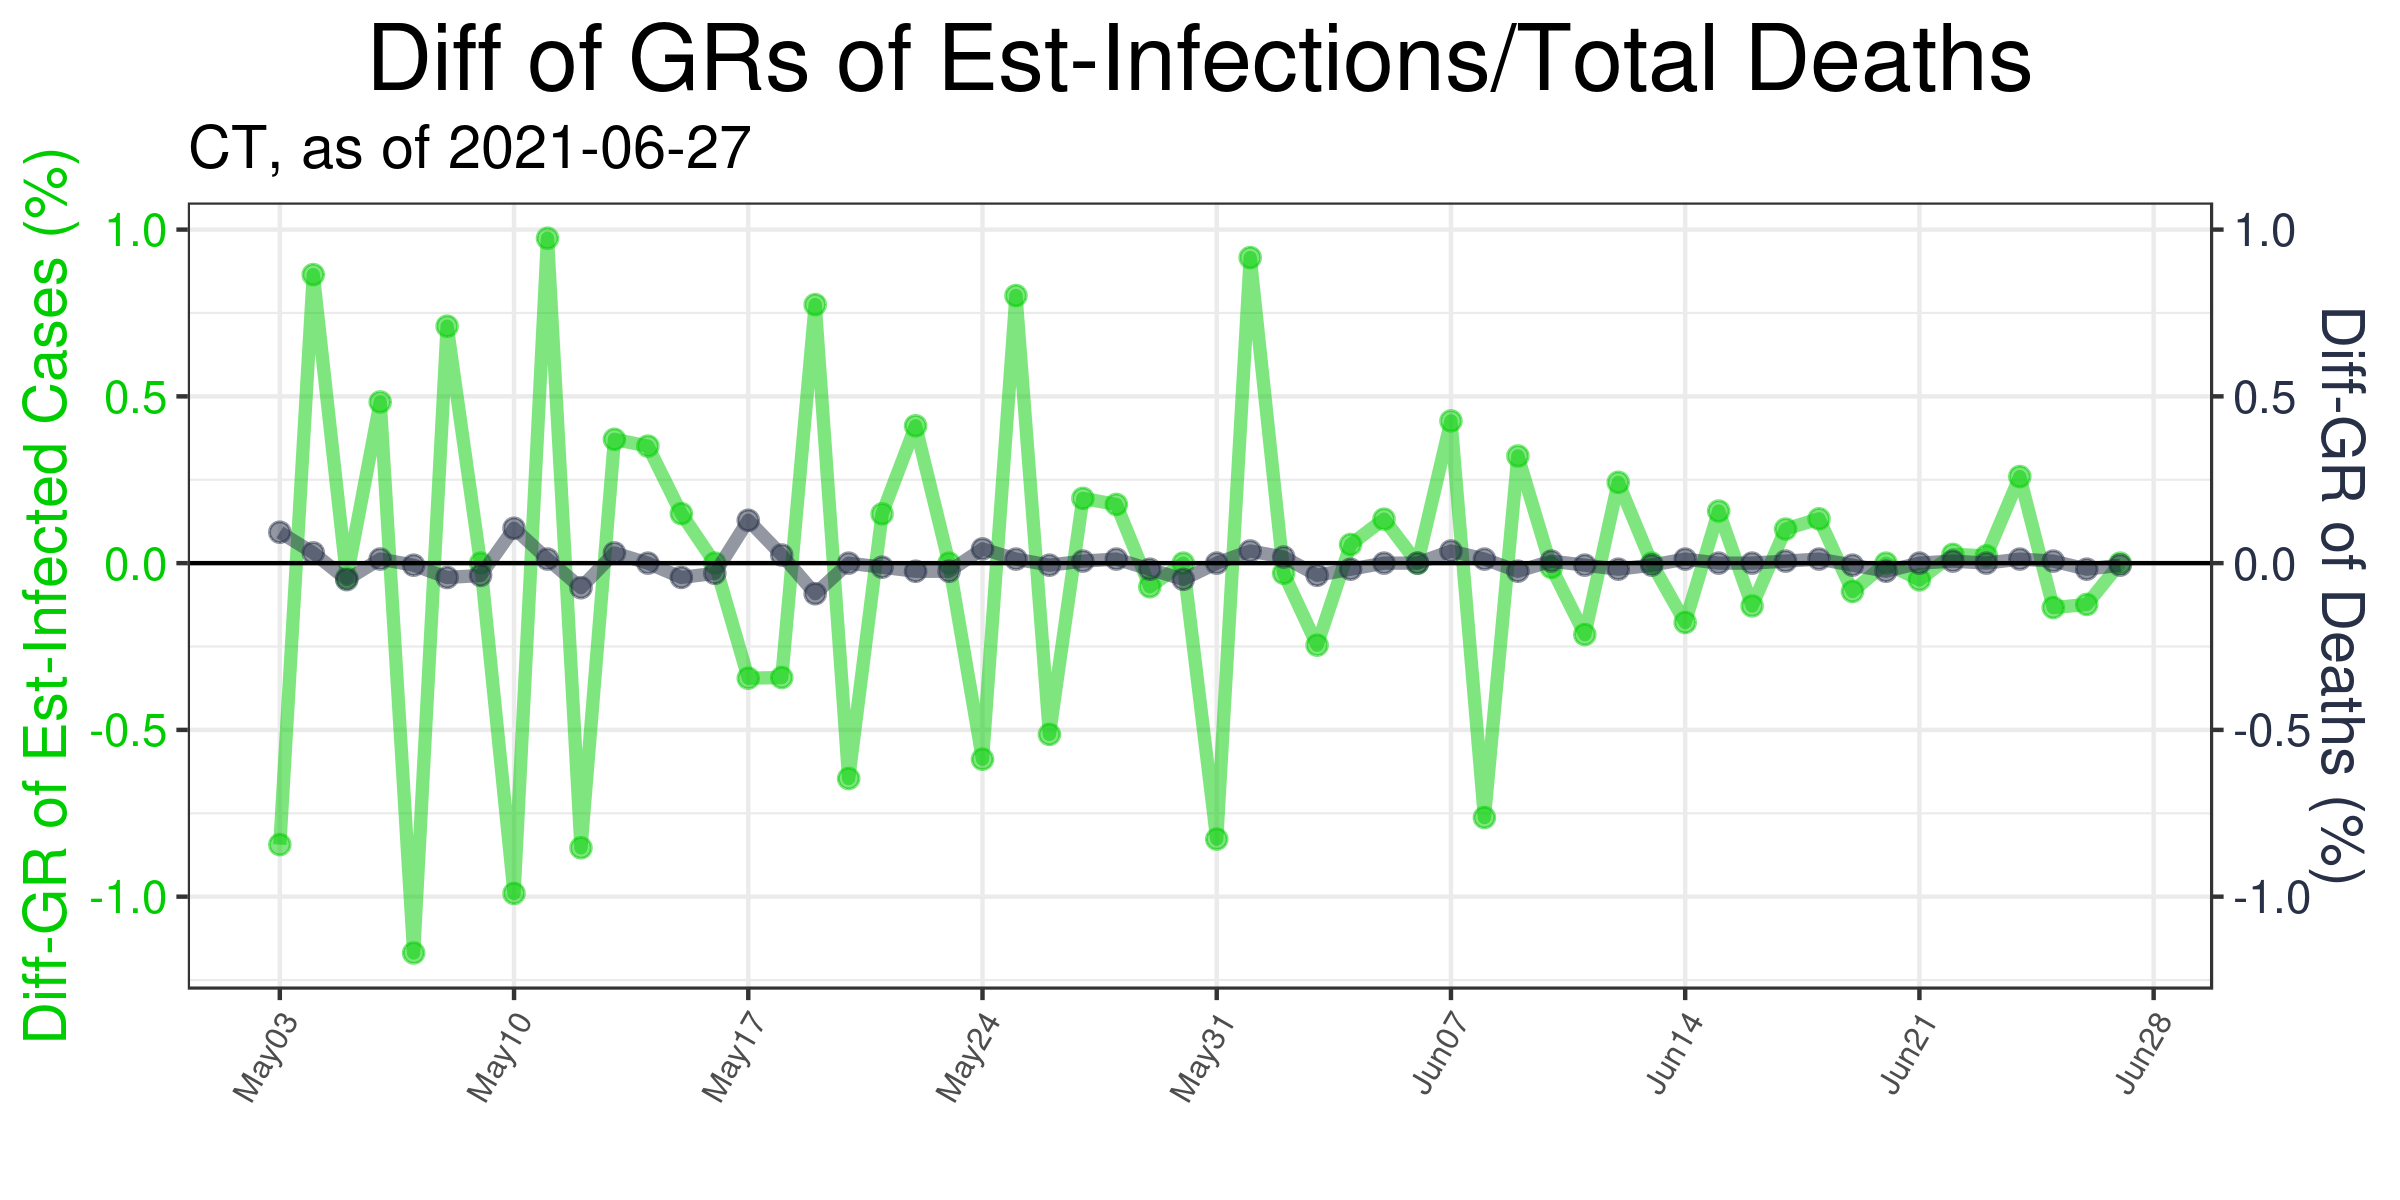 Diff of GRs of Est-Infections/Total Deaths
CT, as of 2021-06-27
Diff-GR of Est-Infected Cases (%)
1.0
0.5
0.0
-0.5
-1.0
1.0
0.5
0.0
-0.5
-1.0
Diff-GR of Deaths (%)
May03
May10
May17
May24
May31
Jun07
Jun14
Jun21
Jun28